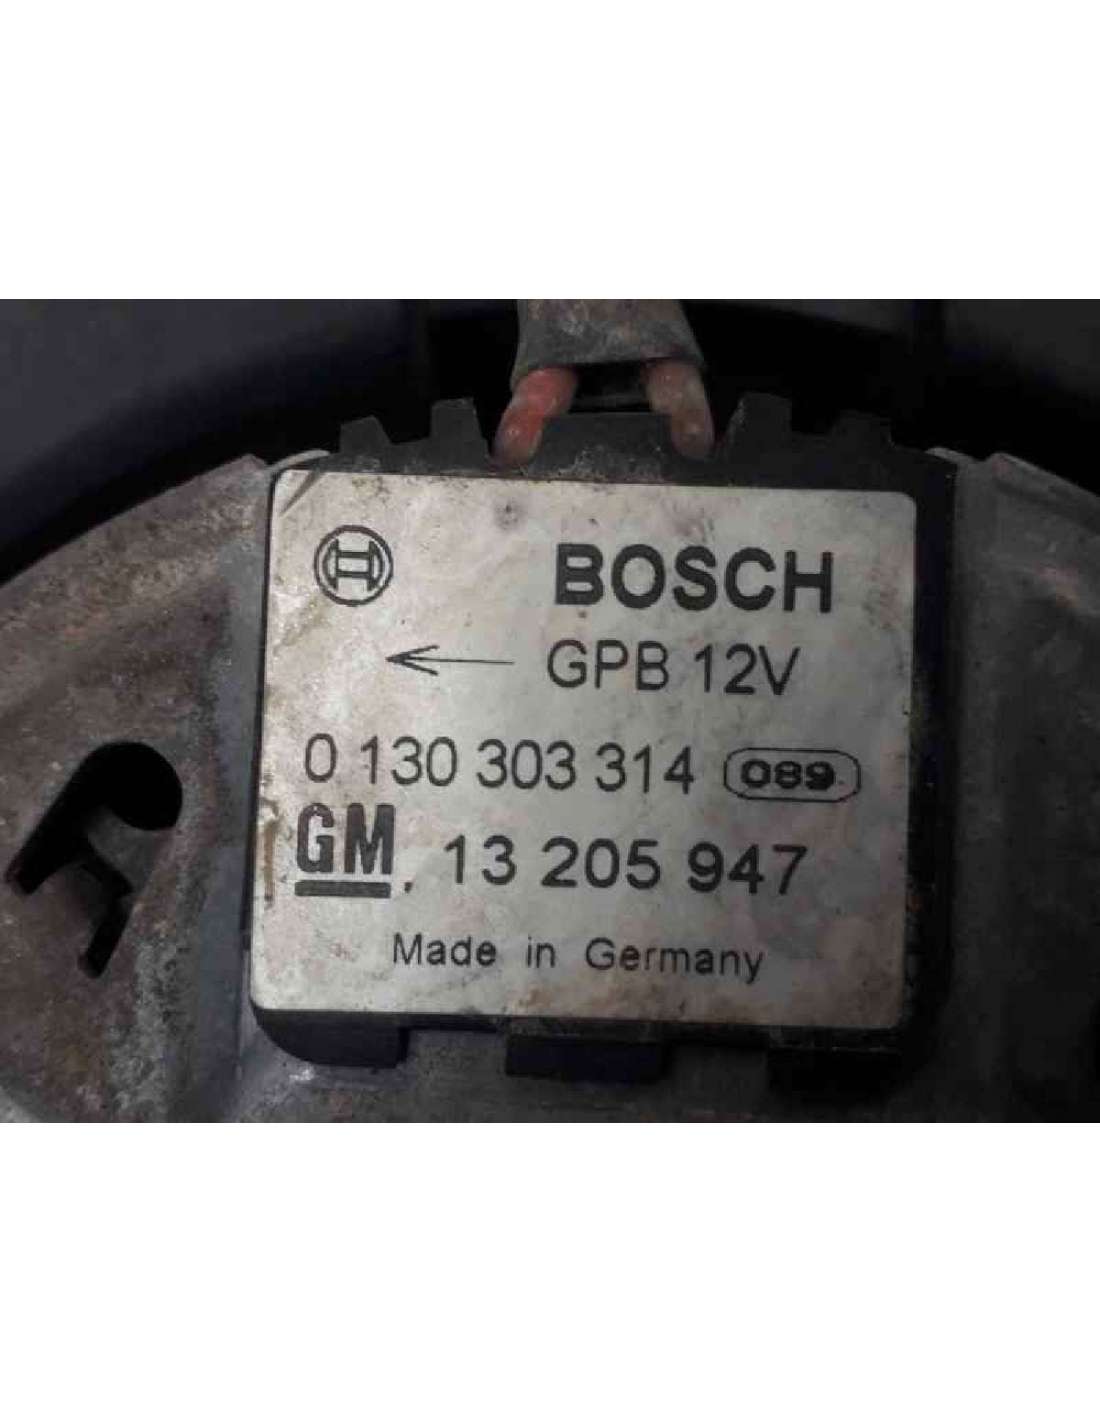 BOSCH
GPB 12V
0 130 303 314 089
GM. 13 205 947
Made in Germany